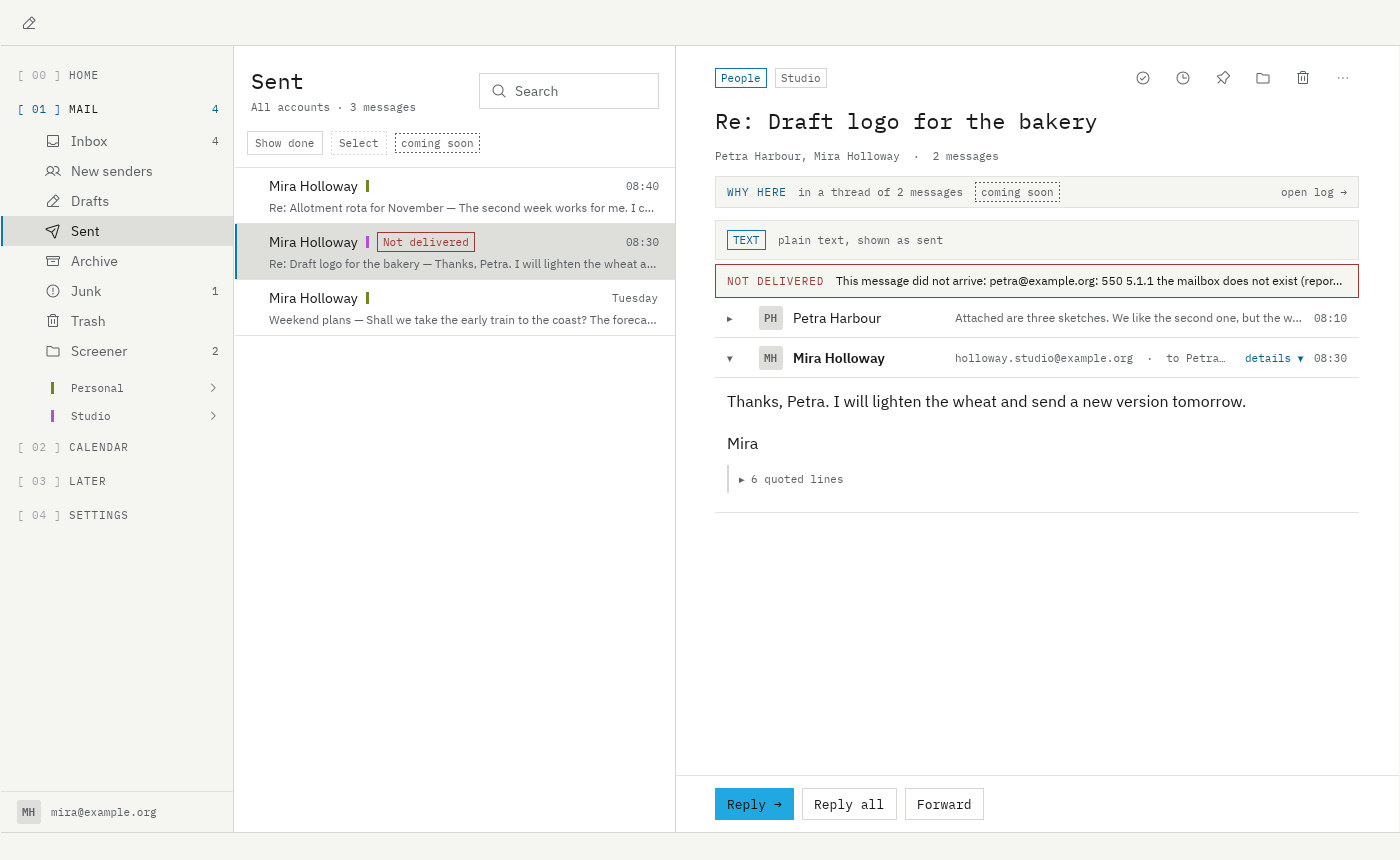 [ 00 ] HOME
[ 01 ] MAIL 4
Inbox 4
New senders
Drafts
Sent
Archive
Junk 1
Trash
Screener 2
Personal
Studio
[ 02 ] CALENDAR
[ 03 ] LATER
[ 04 ] SETTINGS
MH mira@example.org
Sent
All accounts · 3 messages
Search
Show done Select coming soon
Mira Holloway 08:40
Re: Allotment rota for November — The second week works for me. I c…
Mira Holloway Not delivered 08:30
Re: Draft logo for the bakery — Thanks, Petra. I will lighten the wheat a…
Mira Holloway Tuesday
Weekend plans — Shall we take the early train to the coast? The foreca…
People Studio
Re: Draft logo for the bakery
Petra Harbour, Mira Holloway · 2 messages
WHY HERE in a thread of 2 messages coming soon open log →
TEXT plain text, shown as sent
NOT DELIVERED This message did not arrive: petra@example.org: 550 5.1.1 the mailbox does not exist (repor…
▸ PH Petra Harbour Attached are three sketches. We like the second one, but the w… 08:10
▾ MH Mira Holloway holloway.studio@example.org · to Petra… details ▾ 08:30
Thanks, Petra. I will lighten the wheat and send a new version tomorrow.
Mira
▸ 6 quoted lines
Reply → Reply all Forward